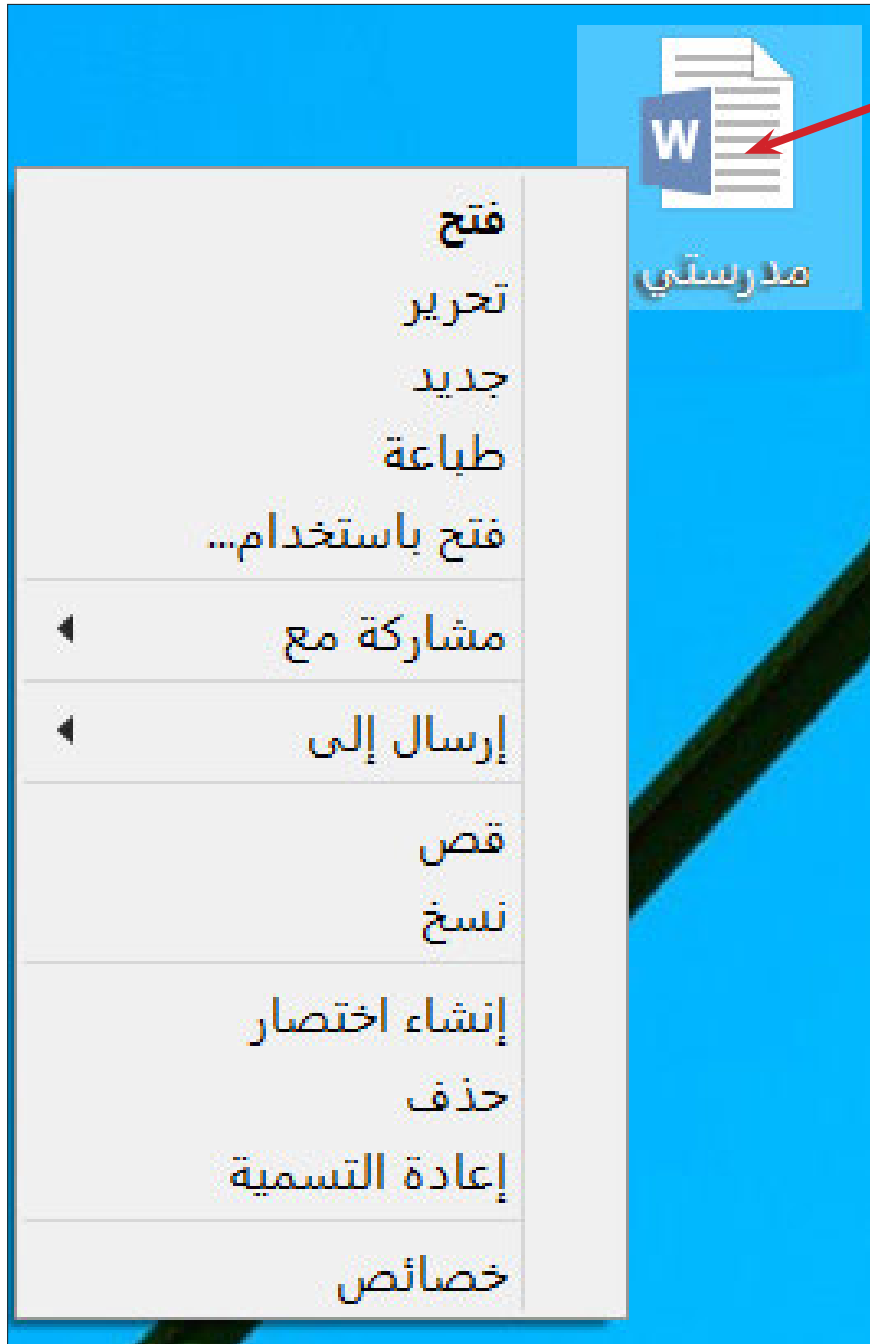 W
مدرستي
فتح
تحرير
جديد
طباعة
فتح باستخدام...
مشاركة مع
إرسال إلى
قص
نسخ
إنشاء اختصار
حذف
إعادة التسمية
خصائص